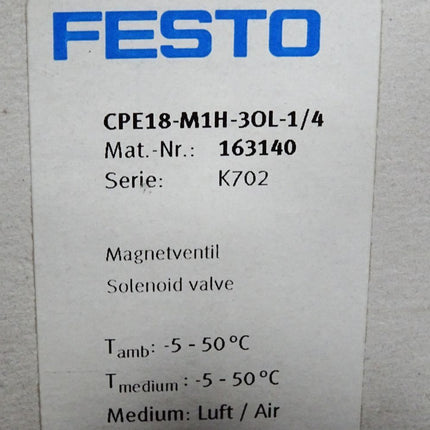 FESTO
CPE18-M1H-3OL-1/4
Mat.-Nr.: 163140
Serie: K702
Magnetventil
Solenoid valve
Tamb: -5 - 50 °C
Tmedium : -5 - 50 °C
Medium: Luft / Air